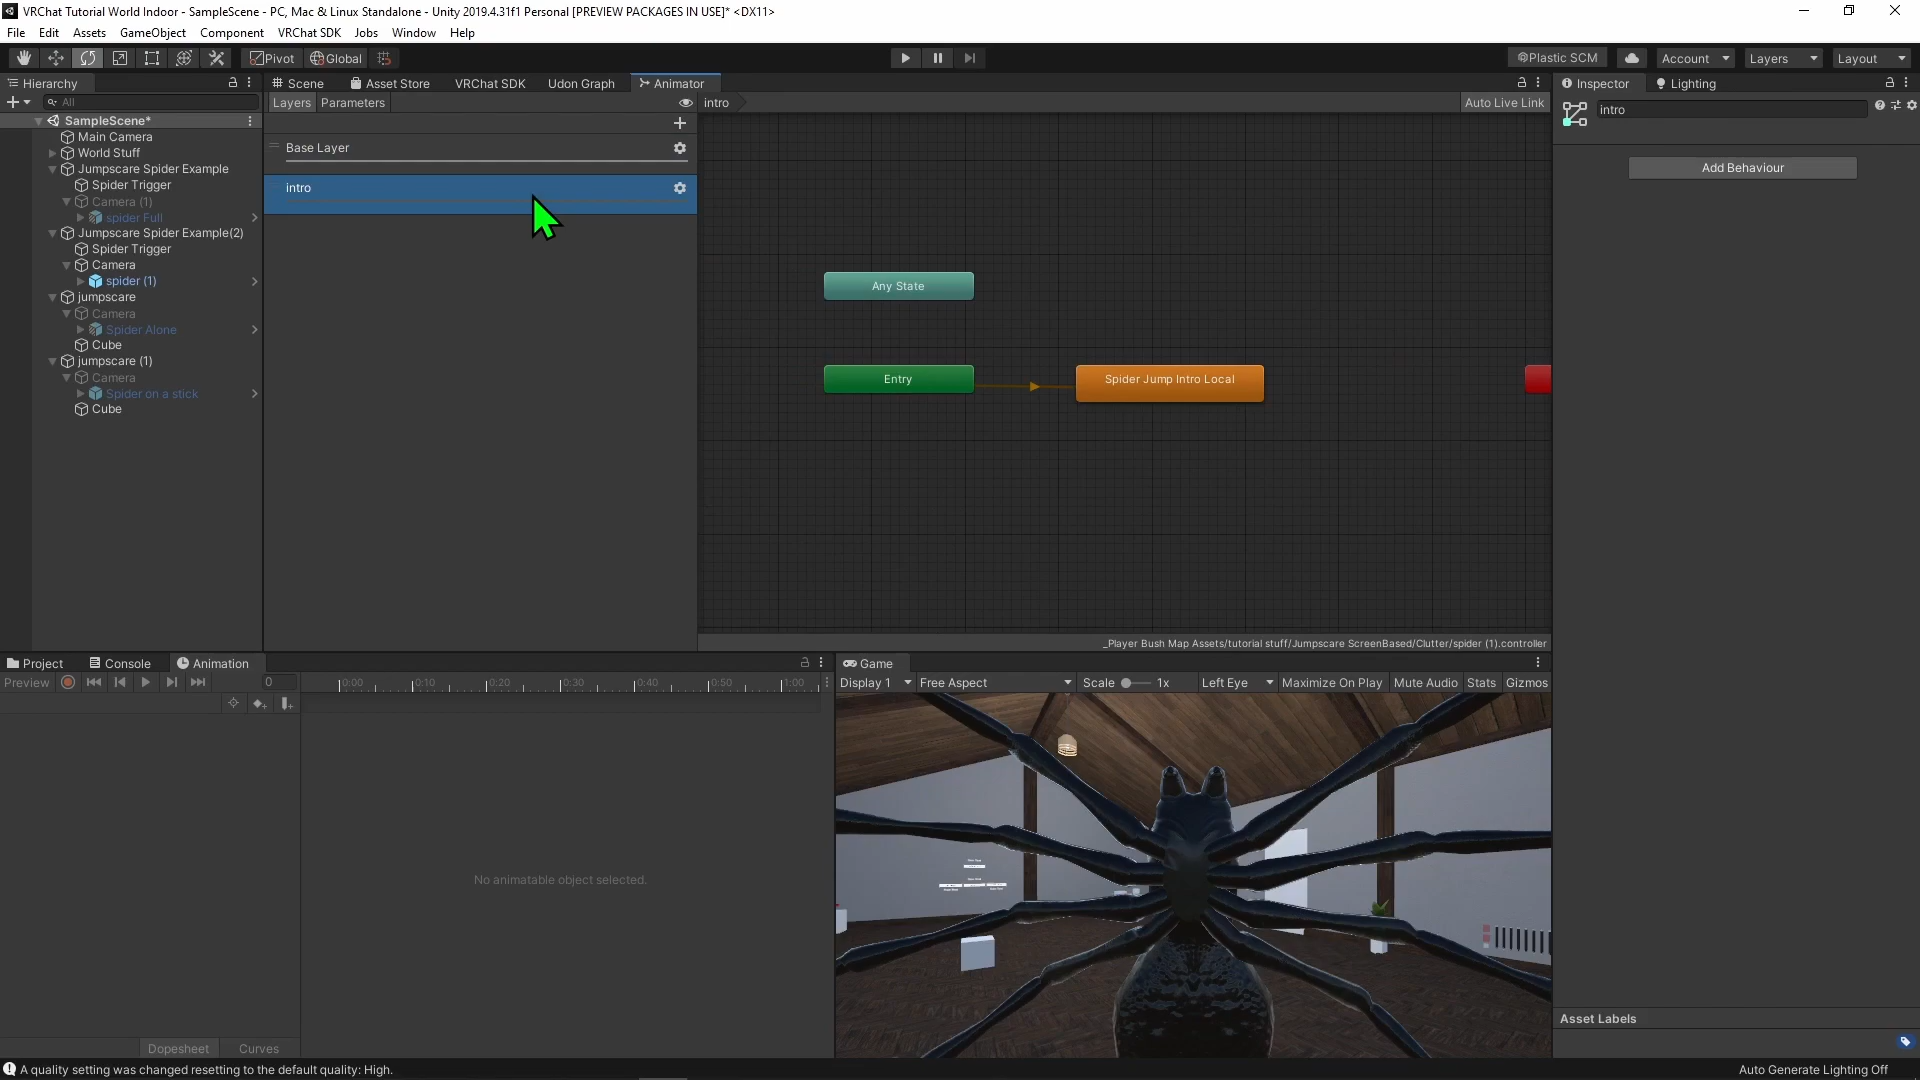 VRChat Tutorial World Indoor - SampleScene - PC, Mac & Linux Standalone - Unity 2019.4.31f1 Personal [PREVIEW PACKAGES IN USE]* <DX11>
File Edit Assets GameObject Component VRChat SDK Jobs Window Help
Pivot Global Plastic SCM Account Layers Layout
Hierarchy
All
SampleScene*
Main Camera
World Stuff
Jumpscare Spider Example
Spider Trigger
Camera (1)
spider Full
Jumpscare Spider Example(2)
Spider Trigger
Camera
spider (1)
jumpscare
Camera
Spider Alone
Cube
jumpscare (1)
Camera
Spider on a stick
Cube
Scene Asset Store VRChat SDK Udon Graph Animator
Layers Parameters intro Auto Live Link
Base Layer
intro
Any State
Entry
Spider Jump Intro Local
_Player Bush Map Assets/tutorial stuff/Jumpscare ScreenBased/Clutter/spider (1).controller
Inspector Lighting
intro
Add Behaviour
Asset Labels
Project Console Animation
Preview 0 0:00 0:10 0:20 0:30 0:40 0:50 1:00
No animatable object selected.
Dopesheet Curves
Game
Display 1 Free Aspect Scale 1x Left Eye Maximize On Play Mute Audio Stats Gizmos
A quality setting was changed resetting to the default quality: High.
Auto Generate Lighting Off